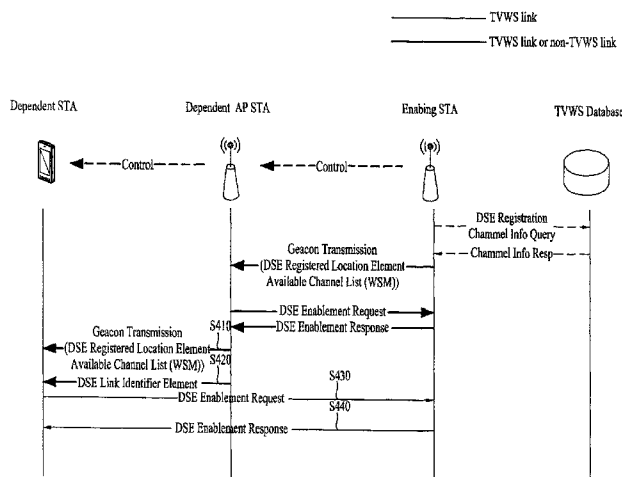 TVWS link
TVWS link or non-TVWS link
Dependent STA
Dependent AP STA
Enabing STA
TVWS Database
Control
Control
DSE Registration
Chammel Info Query
Chammel Info Resp
Geacon Transmission
(DSE Registered Location Element
Available Channel List (WSM))
DSE Enablement Request
DSE Enablement Response
S410
Geacon Transmission
(DSE Registered Location Element
Available Channel List (WSM))
S420
DSE Link Identifier Element
S430
DSE Enablement Request
S440
DSE Enablement Response